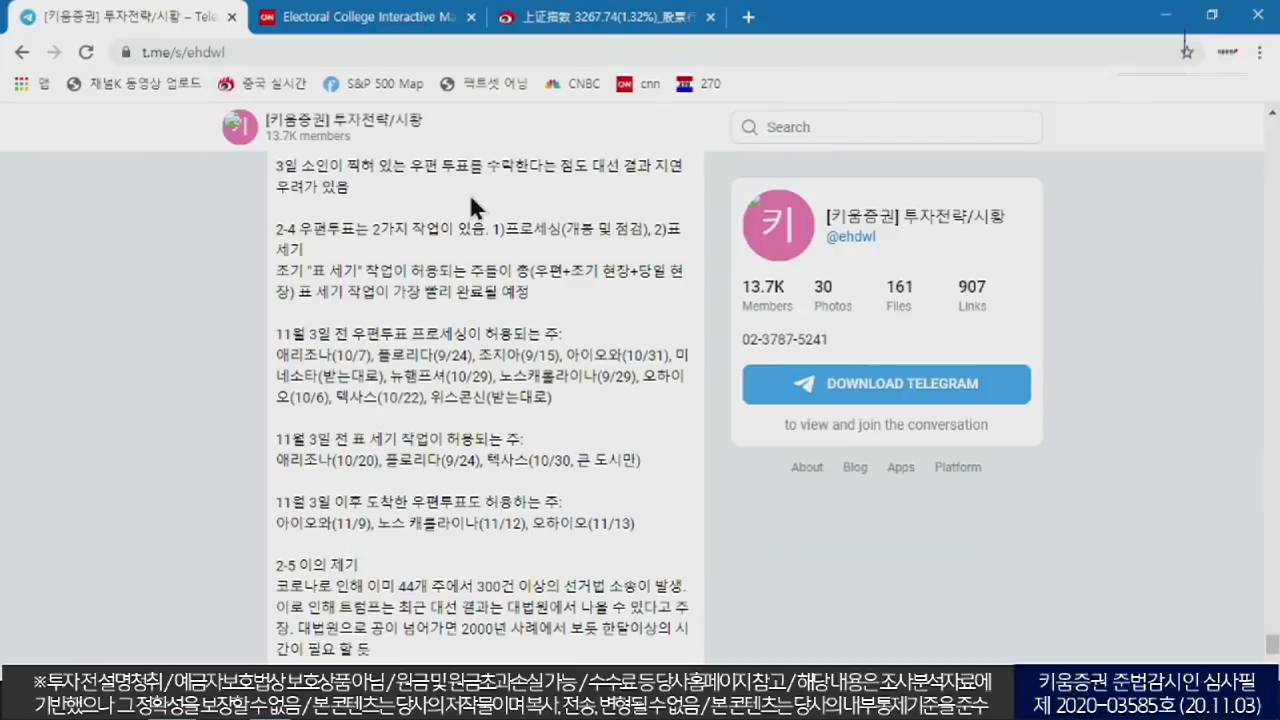 [키움증권] 투자전략/시황 – Tele
Electoral College Interactive Ma
上证指数 3267.74(1.32%)_股票行
t.me/s/ehdwl
앱
채널K 동영상 업로드
중국 실시간
S&P 500 Map
팩트셋 어닝
CNBC
cnn
270
[키움증권] 투자전략/시황
13.7K members
Search
3일 소인이 찍혀 있는 우편 투표를 수락한다는 점도 대선 결과 지연
우려가 있음
2-4 우편투표는 2가지 작업이 있음. 1)프로세싱(개봉 및 점검), 2)표
세기
조기 "표 세기" 작업이 허용되는 주들이 총(우편+조기 현장+당일 현
장) 표 세기 작업이 가장 빨리 완료될 예정
11월 3일 전 우편투표 프로세싱이 허용되는 주:
애리조나(10/7), 플로리다(9/24), 조지아(9/15), 아이오와(10/31), 미
네소타(받는대로), 뉴햄프셔(10/29), 노스캐롤라이나(9/29), 오하이
오(10/6), 텍사스(10/22), 위스콘신(받는대로)
11월 3일 전 표 세기 작업이 허용되는 주:
애리조나(10/20), 플로리다(9/24), 텍사스(10/30, 큰 도시만)
11월 3일 이후 도착한 우편투표도 허용하는 주:
아이오와(11/9), 노스 캐롤라이나(11/12), 오하이오(11/13)
2-5 이의 제기
코로나로 인해 이미 44개 주에서 300건 이상의 선거법 소송이 발생.
이로 인해 트럼프는 최근 대선 결과는 대법원에서 나올 수 있다고 주
장. 대법원으로 공이 넘어가면 2000년 사례에서 보듯 한달이상의 시
간이 필요 할 듯
키
[키움증권] 투자전략/시황
@ehdwl
13.7K 30 161 907
Members Photos Files Links
02-3787-5241
DOWNLOAD TELEGRAM
to view and join the conversation
About Blog Apps Platform
※ 투자 전 설명청취 / 예금자보호법상 보호상품 아님 / 원금 및 원금초과손실 가능 / 수수료 등 당사홈페이지 참고 / 해당 내용은 조사분석자료에
기반했으나 그 정확성을 보장할 수 없음 / 본 콘텐츠는 당사의 저작물이며 복사, 전송, 변형될 수 없음 / 본 콘텐츠는 당사의 내부통제기준을 준수
키움증권 준법감시인 심사필
제 2020-03585호 (20.11.03)